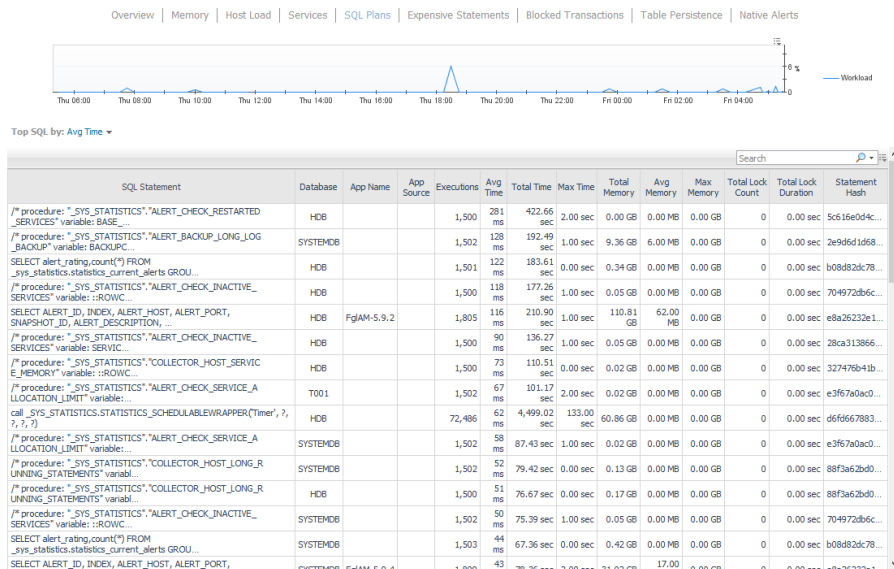 Overview | Memory | Host Load | Services | SQL Plans | Expensive Statements | Blocked Transactions | Table Persistence | Native Alerts
6 %
0
Workload
Thu 06:00 Thu 08:00 Thu 10:00 Thu 12:00 Thu 14:00 Thu 16:00 Thu 18:00 Thu 20:00 Thu 22:00 Fri 00:00 Fri 02:00 Fri 04:00
Top SQL by: Avg Time
Search
SQL Statement Database App Name App Source Executions Avg Time Total Time Max Time Total Memory Avg Memory Max Memory Total Lock Count Total Lock Duration Statement Hash
/* procedure: "_SYS_STATISTICS"."ALERT_CHECK_RESTARTED
_SERVICES" variable: BASE_... HDB 1,500 281 ms 422.66 sec 2.00 sec 0.00 GB 0.00 MB 0.00 GB 0 0.00 sec 5c616e0d4c...
/* procedure: "_SYS_STATISTICS"."ALERT_BACKUP_LONG_LOG
_BACKUP" variable: BACKUPC... SYSTEMDB 1,502 128 ms 192.49 sec 1.00 sec 9.36 GB 6.00 MB 0.00 GB 0 0.00 sec 2e9d6d1d68...
SELECT alert_rating,count(*) FROM
_sys_statistics.statistics_current_alerts GROU... HDB 1,501 122 ms 183.61 sec 0.00 sec 0.34 GB 0.00 MB 0.00 GB 0 0.00 sec b08d82dc78...
/* procedure: "_SYS_STATISTICS"."ALERT_CHECK_INACTIVE_
SERVICES" variable: ::ROWC... HDB 1,500 118 ms 177.26 sec 1.00 sec 0.05 GB 0.00 MB 0.00 GB 0 0.00 sec 704972db6c...
SELECT ALERT_ID, INDEX, ALERT_HOST, ALERT_PORT,
SNAPSHOT_ID, ALERT_DESCRIPTION, ... HDB FglAM-5.9.2 1,805 116 ms 210.90 sec 1.00 sec 110.81 GB 62.00 MB 0.00 GB 0 0.00 sec e8a26232e1...
/* procedure: "_SYS_STATISTICS"."ALERT_CHECK_INACTIVE_
SERVICES" variable: SERVIC... HDB 1,500 90 ms 136.27 sec 1.00 sec 0.05 GB 0.00 MB 0.00 GB 0 0.00 sec 28ca313866...
/* procedure: "_SYS_STATISTICS"."COLLECTOR_HOST_SERVIC
E_MEMORY" variable: ::ROWC... HDB 1,500 73 ms 110.51 sec 0.00 sec 0.02 GB 0.00 MB 0.00 GB 0 0.00 sec 327476b41b...
/* procedure: "_SYS_STATISTICS"."ALERT_CHECK_SERVICE_A
LLOCATION_LIMIT" variable:... T001 1,502 67 ms 101.17 sec 2.00 sec 0.02 GB 0.00 MB 0.00 GB 0 0.00 sec e3f67a0ac0...
call _SYS_STATISTICS.STATISTICS_SCHEDULABLEWRAPPER('Timer', ?,
?, ?, ?) HDB 72,486 62 ms 4,499.02 sec 133.00 sec 60.86 GB 0.00 MB 0.00 GB 0 0.00 sec d6fd667883...
/* procedure: "_SYS_STATISTICS"."ALERT_CHECK_SERVICE_A
LLOCATION_LIMIT" variable:... SYSTEMDB 1,502 58 ms 87.43 sec 1.00 sec 0.02 GB 0.00 MB 0.00 GB 0 0.00 sec e3f67a0ac0...
/* procedure: "_SYS_STATISTICS"."COLLECTOR_HOST_LONG_R
UNNING_STATEMENTS" variabl... SYSTEMDB 1,502 52 ms 79.42 sec 0.00 sec 0.13 GB 0.00 MB 0.00 GB 0 0.00 sec 88f3a62bd0...
/* procedure: "_SYS_STATISTICS"."COLLECTOR_HOST_LONG_R
UNNING_STATEMENTS" variabl... HDB 1,500 51 ms 76.67 sec 0.00 sec 0.17 GB 0.00 MB 0.00 GB 0 0.00 sec 88f3a62bd0...
/* procedure: "_SYS_STATISTICS"."ALERT_CHECK_INACTIVE_
SERVICES" variable: ::ROWC... SYSTEMDB 1,502 50 ms 75.39 sec 1.00 sec 0.05 GB 0.00 MB 0.00 GB 0 0.00 sec 704972db6c...
SELECT alert_rating,count(*) FROM
_sys_statistics.statistics_current_alerts GROU... SYSTEMDB 1,503 44 ms 67.36 sec 0.00 sec 0.42 GB 0.00 MB 0.00 GB 0 0.00 sec b08d82dc78...
SELECT ALERT_ID, INDEX, ALERT_HOST, ALERT_PORT, 43 17.00